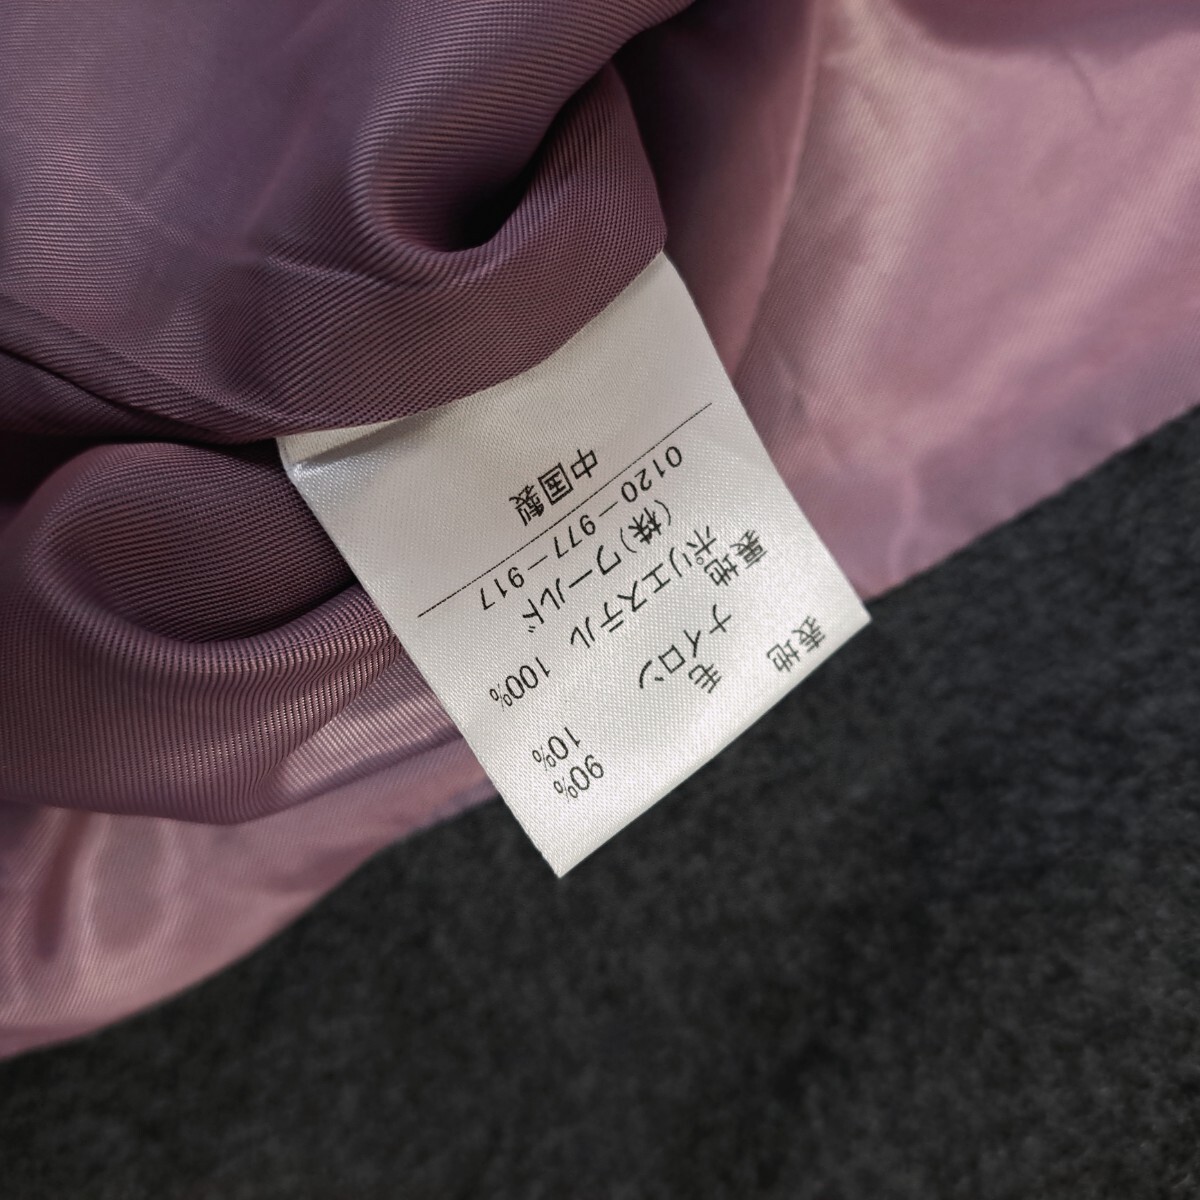 表地
毛 90%
ナイロン 10%
裏地
ポリエステル 100%
(株)ワールド
0120-977-917
中国製